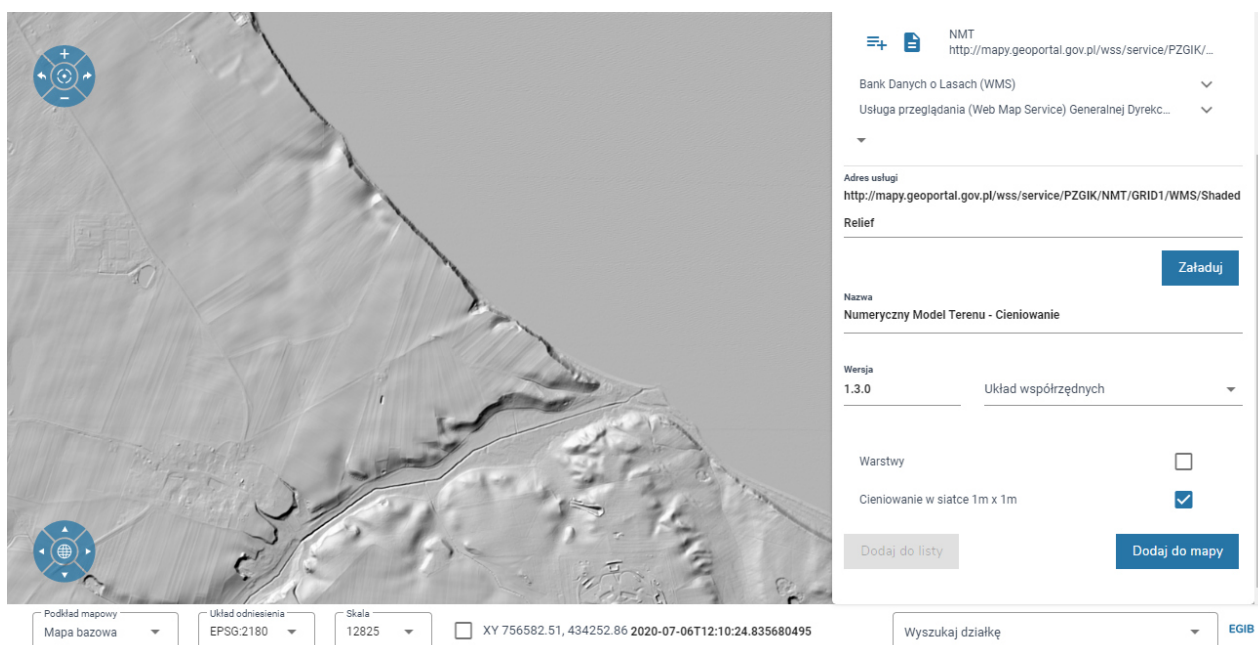 NMT
http://mapy.geoportal.gov.pl/wss/service/PZGIK/...
Bank Danych o Lasach (WMS)
Usługa przeglądania (Web Map Service) Generalnej Dyrekc...
Adres usługi
http://mapy.geoportal.gov.pl/wss/service/PZGIK/NMT/GRID1/WMS/Shaded
Relief
Załaduj
Nazwa
Numeryczny Model Terenu - Cieniowanie
Wersja
1.3.0 Układ współrzędnych
Warstwy
Cieniowanie w siatce 1m x 1m
Dodaj do listy Dodaj do mapy
Podkład mapowy Układ odniesienia Skala
Mapa bazowa EPSG:2180 12825 XY 756582.51, 434252.86 2020-07-06T12:10:24.835680495 Wyszukaj działkę EGIB